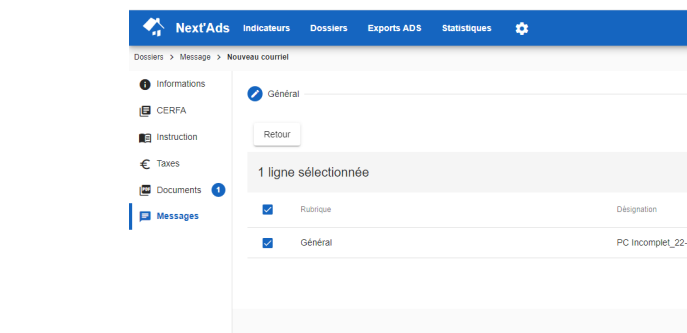 Next'Ads Indicateurs Dossiers Exports ADS Statistiques
Dossiers > Message > Nouveau courriel
Informations
CERFA
Instruction
Taxes
Documents 1
Messages
Général
Retour
1 ligne sélectionnée
Rubrique Désignation
Général PC Incomplet_22-